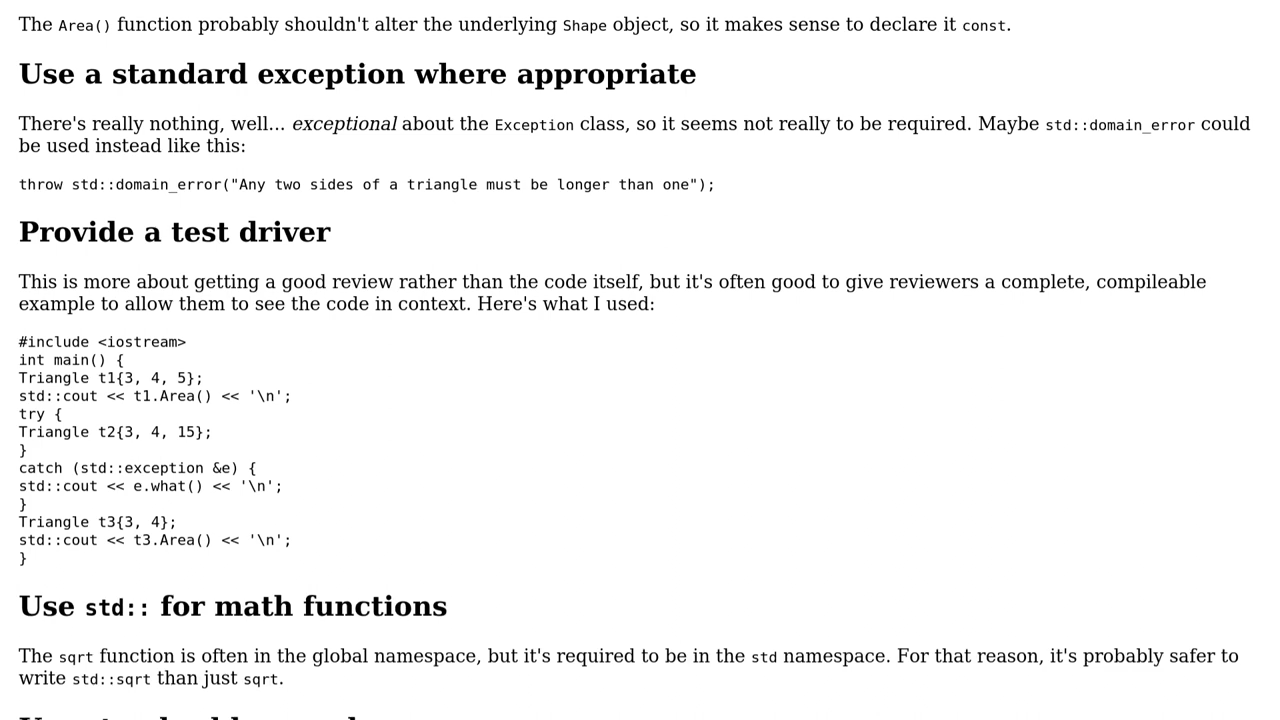 The Area() function probably shouldn't alter the underlying Shape object, so it makes sense to declare it const.
Use a standard exception where appropriate
There's really nothing, well... exceptional about the Exception class, so it seems not really to be required. Maybe std::domain_error could
be used instead like this:
throw std::domain_error("Any two sides of a triangle must be longer than one");
Provide a test driver
This is more about getting a good review rather than the code itself, but it's often good to give reviewers a complete, compileable
example to allow them to see the code in context. Here's what I used:
#include <iostream>
int main() {
Triangle t1{3, 4, 5};
std::cout << t1.Area() << '\n';
try {
Triangle t2{3, 4, 15};
}
catch (std::exception &e) {
std::cout << e.what() << '\n';
}
Triangle t3{3, 4};
std::cout << t3.Area() << '\n';
}
Use std:: for math functions
The sqrt function is often in the global namespace, but it's required to be in the std namespace. For that reason, it's probably safer to
write std::sqrt than just sqrt.